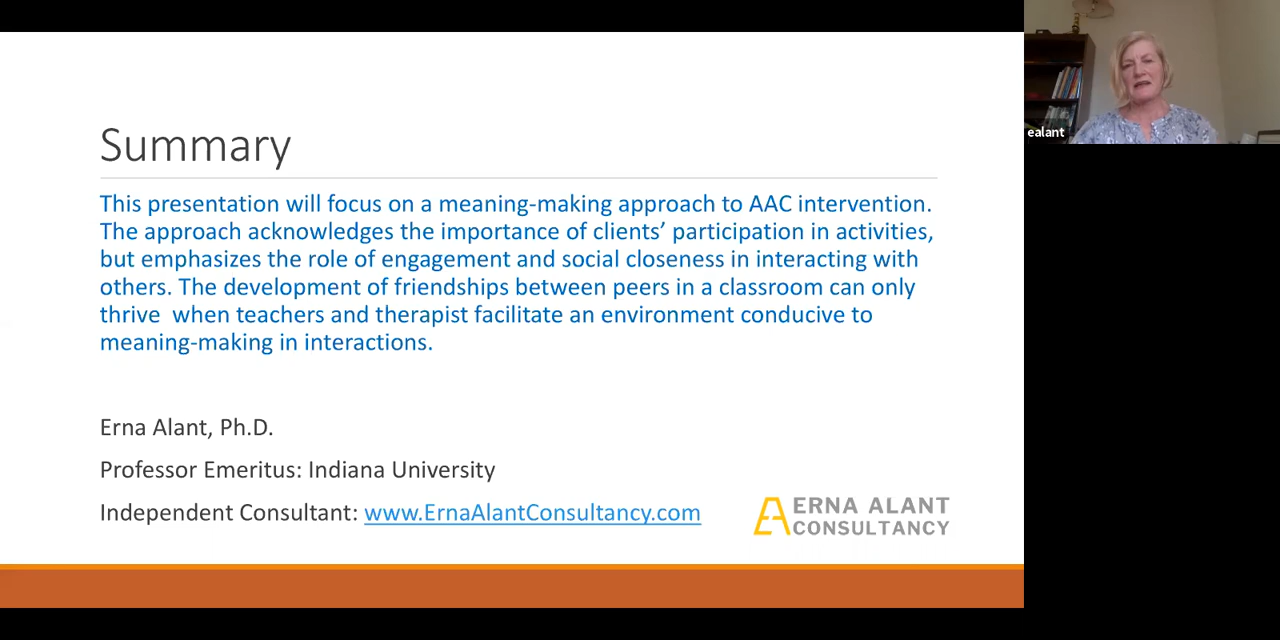 Summary
This presentation will focus on a meaning-making approach to AAC intervention.
The approach acknowledges the importance of clients’ participation in activities,
but emphasizes the role of engagement and social closeness in interacting with
others. The development of friendships between peers in a classroom can only
thrive  when teachers and therapist facilitate an environment conducive to
meaning-making in interactions.
Erna Alant, Ph.D.
Professor Emeritus: Indiana University
Independent Consultant: www.ErnaAlantConsultancy.com
EA ERNA ALANT
CONSULTANCY
ealant